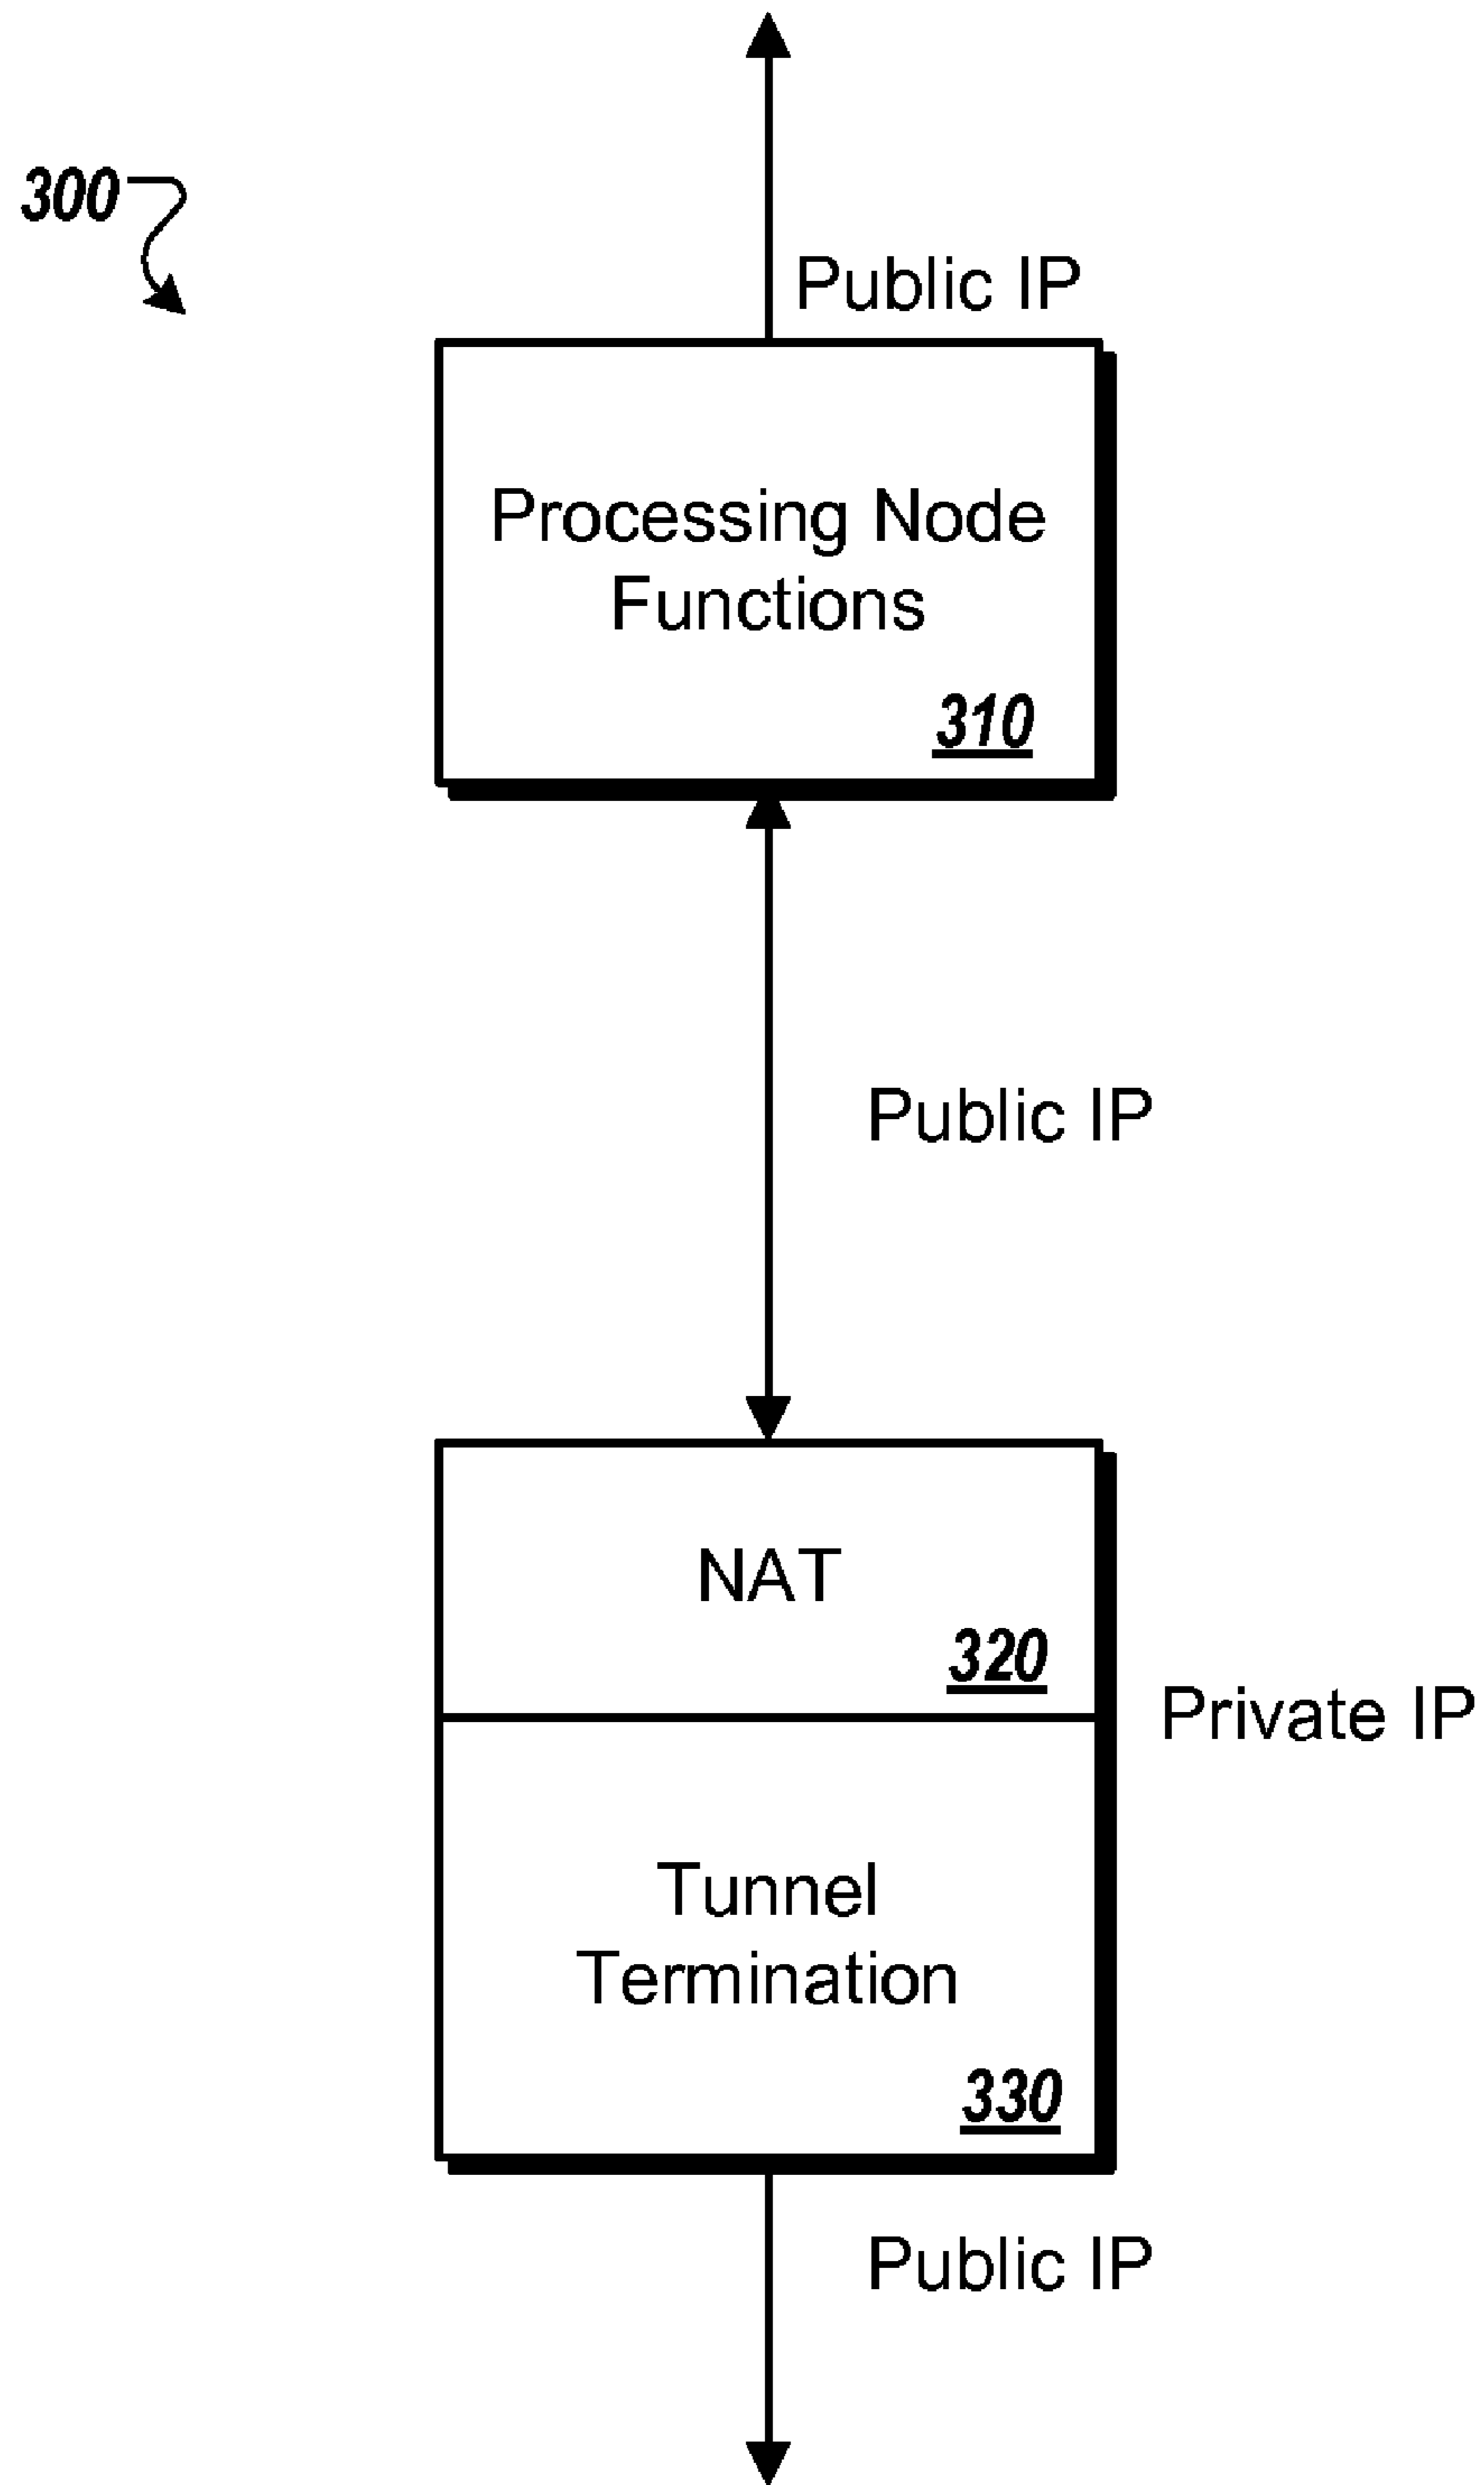 300
Public IP
Processing Node
Functions
310
Public IP
NAT
320
Private IP
Tunnel
Termination
330
Public IP